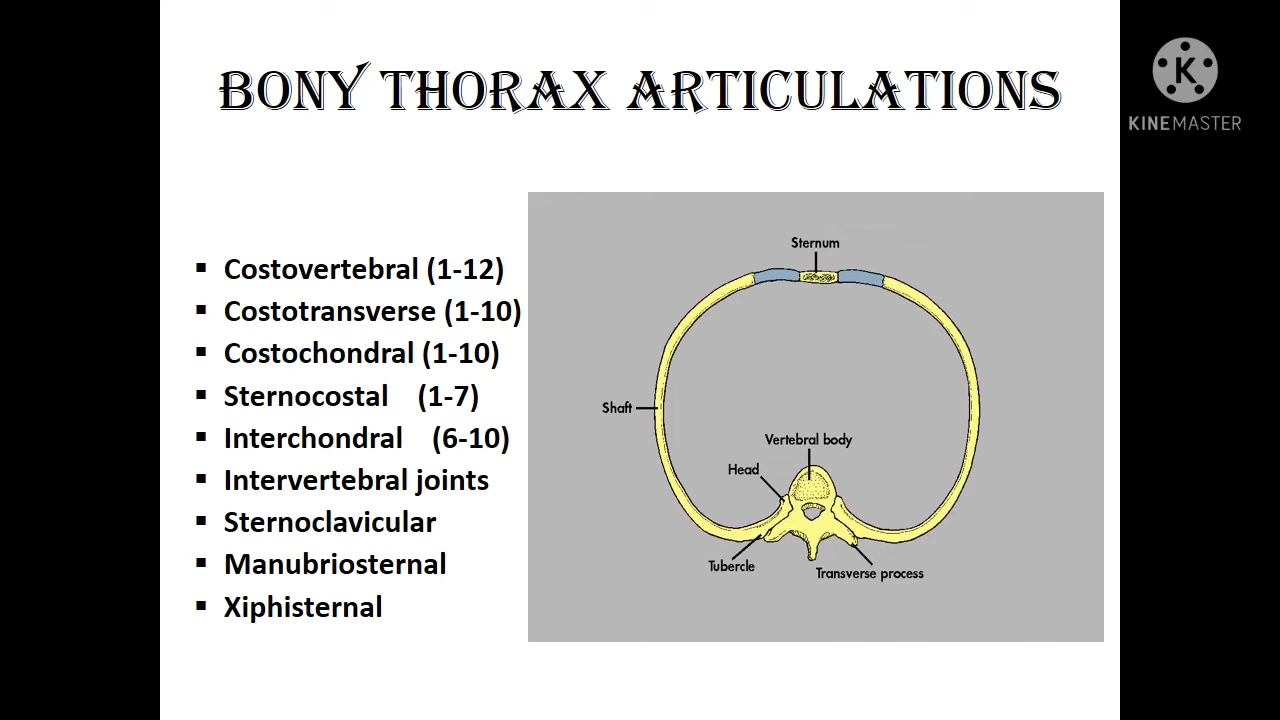 BONY THORAX ARTICULATIONS
K
KINEMASTER
▪ Costovertebral (1-12)
▪ Costotransverse (1-10)
▪ Costochondral (1-10)
▪ Sternocostal (1-7)
▪ Interchondral (6-10)
▪ Intervertebral joints
▪ Sternoclavicular
▪ Manubriosternal
▪ Xiphisternal
Sternum
Shaft
Vertebral body
Head
Tubercle
Transverse process